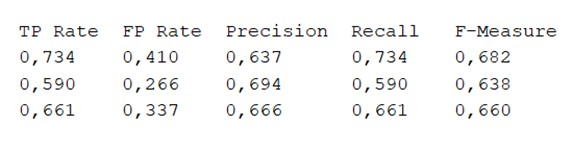 TP Rate FP Rate Precision Recall F-Measure
0,734 0,410 0,637 0,734 0,682
0,590 0,266 0,694 0,590 0,638
0,661 0,337 0,666 0,661 0,660